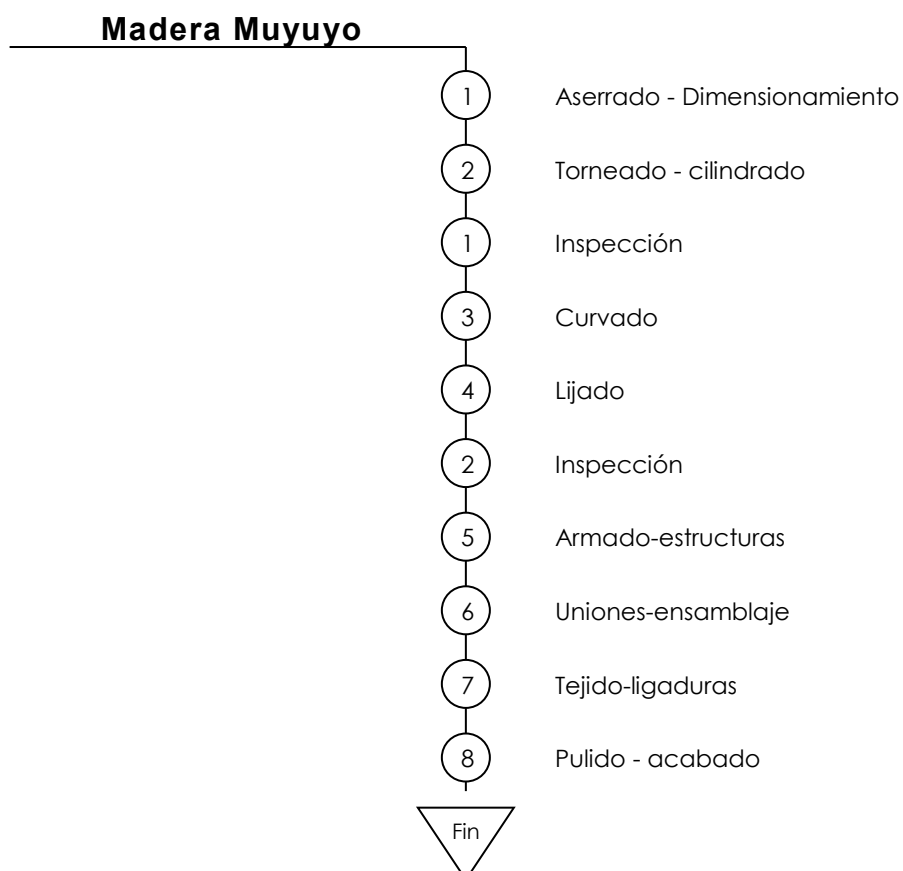 Madera Muyuyo
1 Aserrado - Dimensionamiento
2 Torneado - cilindrado
1 Inspección
3 Curvado
4 Lijado
2 Inspección
5 Armado-estructuras
6 Uniones-ensamblaje
7 Tejido-ligaduras
8 Pulido - acabado
Fin